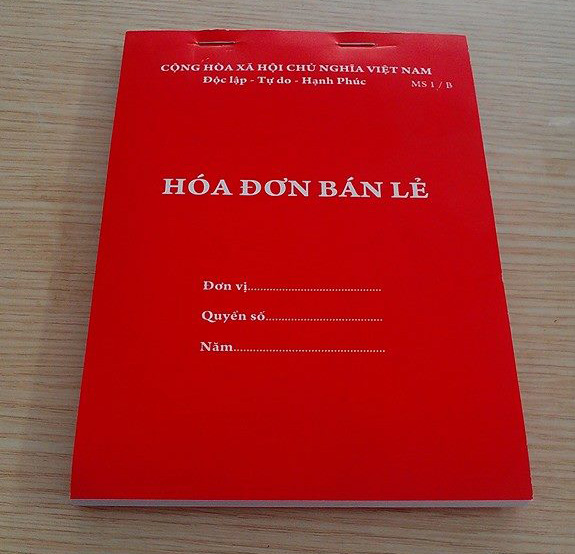 CỘNG HÒA XÃ HỘI CHỦ NGHĨA VIỆT NAM
Độc lập - Tự do - Hạnh Phúc
MS 1 / B
HÓA ĐƠN BÁN LẺ
Đơn vị..........................................
Quyển số....................................
Năm...............................................